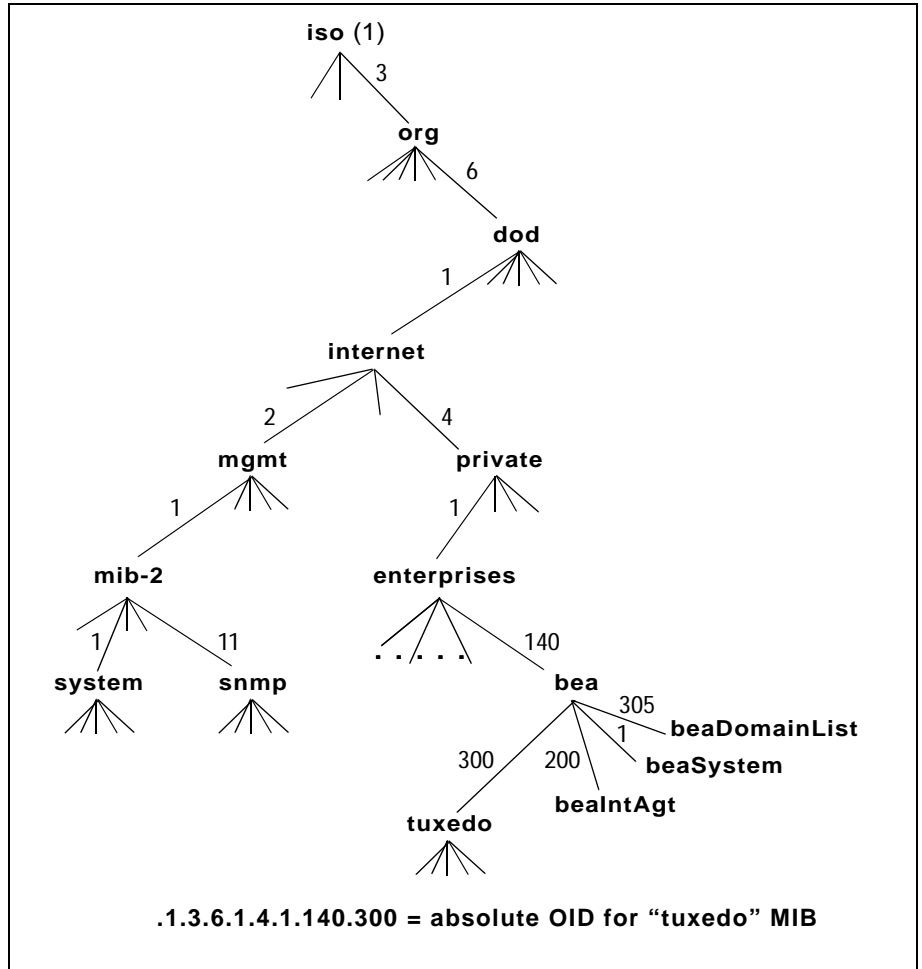 iso (1)
3
org
6
dod
1
internet
2
4
mgmt
private
1
1
mib-2
enterprises
1
11
140
. . . . .
system
snmp
bea
305
beaDomainList
1
300
200
beaSystem
beaIntAgt
tuxedo
.1.3.6.1.4.1.140.300 = absolute OID for “tuxedo” MIB